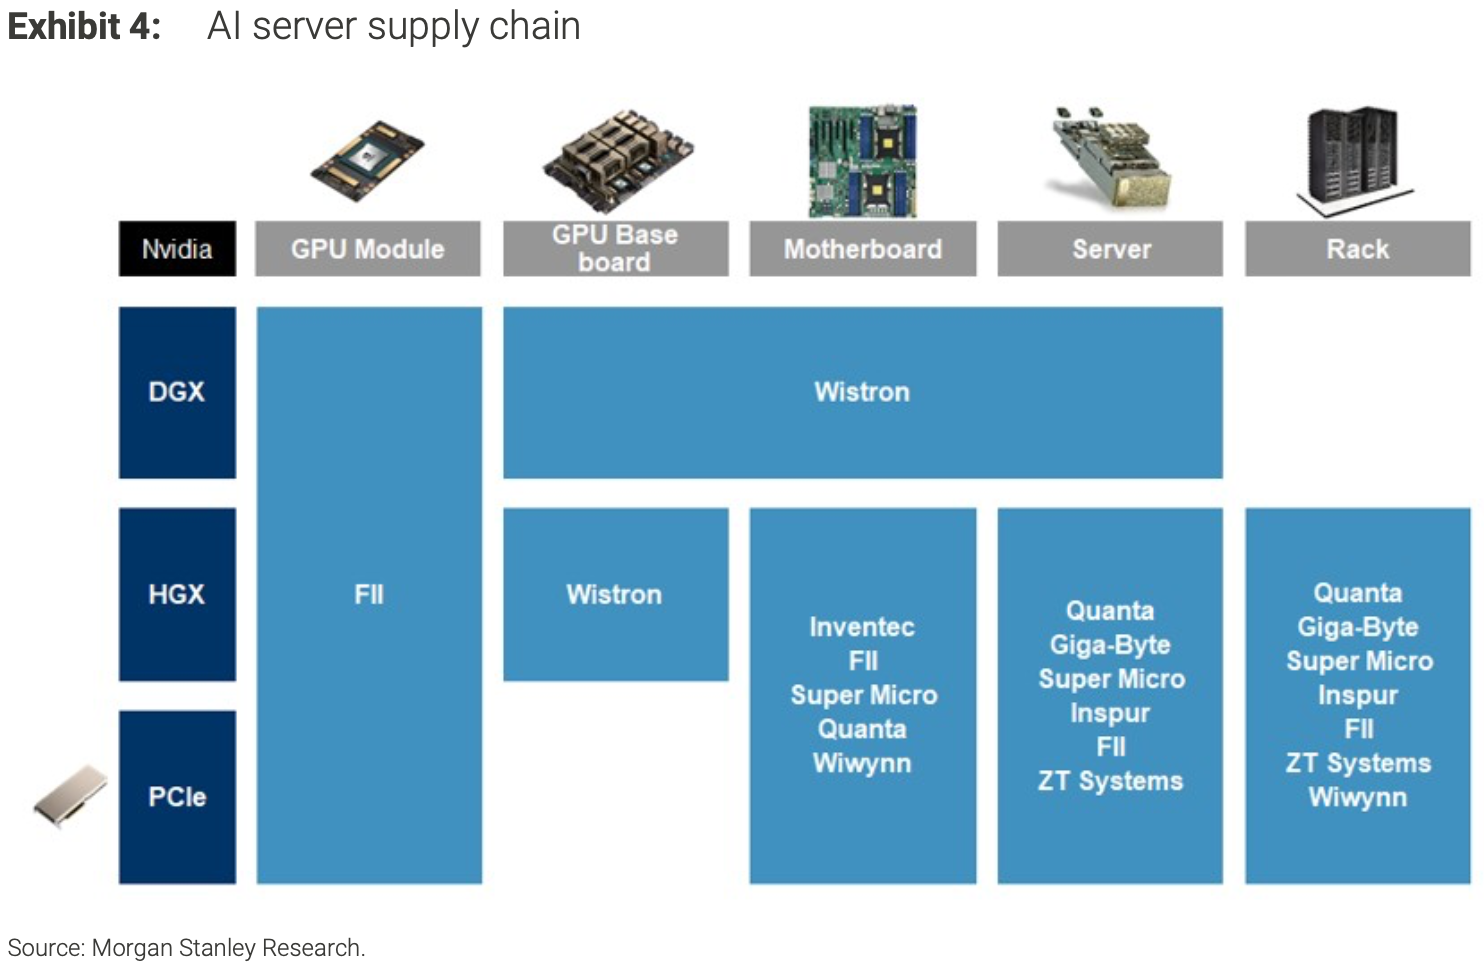 Exhibit 4: AI server supply chain
Nvidia
GPU Module
GPU Base
board
Motherboard
Server
Rack
DGX
Wistron
HGX
FII
Wistron
PCIe
Inventec
FII
Super Micro
Quanta
Wiwynn
Quanta
Giga-Byte
Super Micro
Inspur
FII
ZT Systems
Quanta
Giga-Byte
Super Micro
Inspur
FII
ZT Systems
Wiwynn
Source: Morgan Stanley Research.